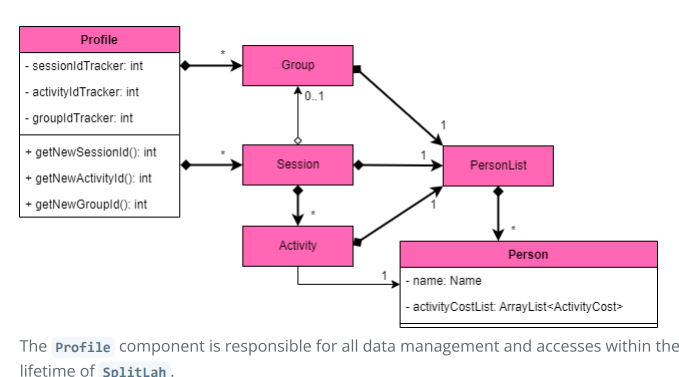 Profile
- sessionIdTracker: int
- activityIdTracker: int
- groupIdTracker: int
+ getNewSessionId(): int
+ getNewActivityId(): int
+ getNewGroupId(): int
*
Group
0..1
1
*
Session
1
PersonList
*
1
*
Activity
1
Person
- name: Name
- activityCostList: ArrayList<ActivityCost>
The Profile component is responsible for all data management and accesses within the
lifetime of SplitLah.